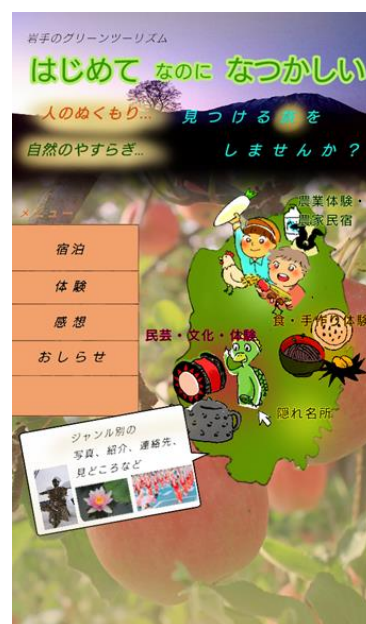 岩手のグリーンツーリズム
はじめて なのに なつかしい
人のぬくもり...
見つける旅を
自然のやすらぎ...
しませんか？
メニュー
宿泊
体験
感想
おしらせ
農業体験・
農家民宿
食・手作り体験
民芸・文化・体験
隠れ名所
ジャンル別の
写真、紹介、連絡先、
見どころなど